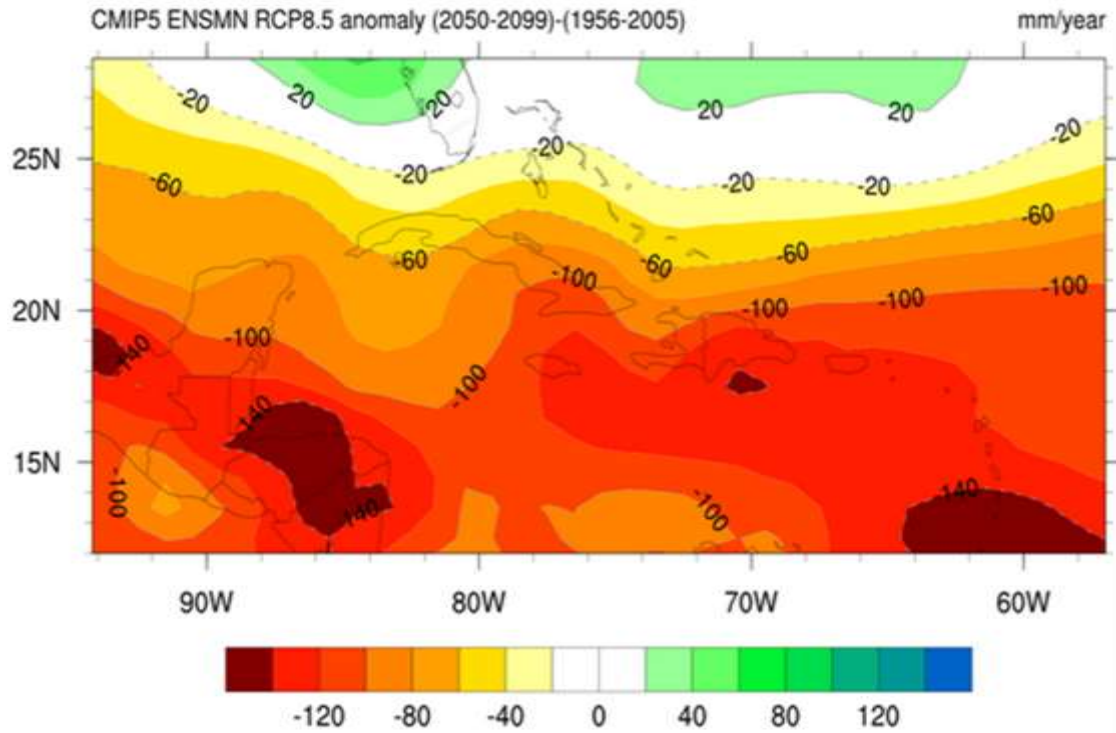 CMIP5 ENSMN RCP8.5 anomaly (2050-2099)-(1956-2005) mm/year
20 20 20 20
-20 -20 -20 -20 -20 -20
25N
-60 -60 -60 -60 -60
-100 -100 -100 -100
20N
-100 -140
-100
-140
15N
-100 -100 -140
-140
90W 80W 70W 60W
-120 -80 -40 0 40 80 120